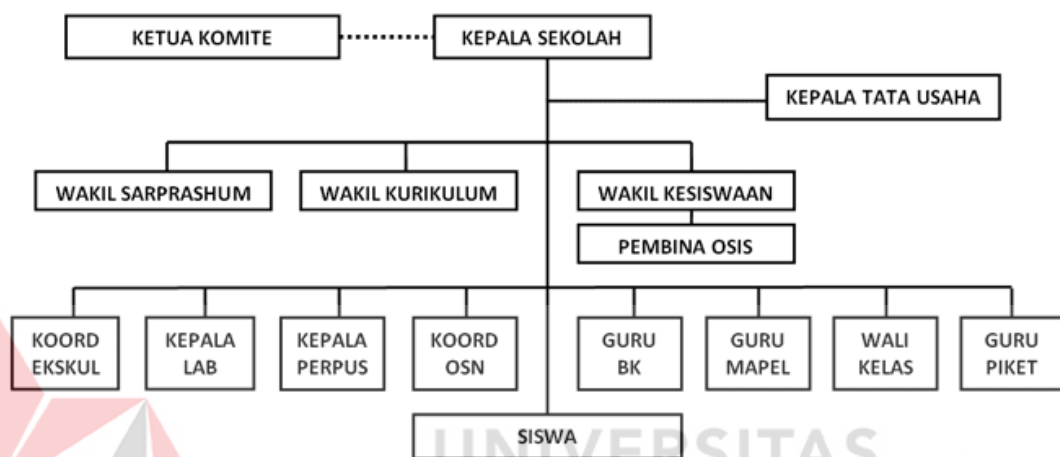 KETUA KOMITE
KEPALA SEKOLAH
KEPALA TATA USAHA
WAKIL SARPRASHUM
WAKIL KURIKULUM
WAKIL KESISWAAN
PEMBINA OSIS
KOORD
EKSKUL
KEPALA
LAB
KEPALA
PERPUS
KOORD
OSN
GURU
BK
GURU
MAPEL
WALI
KELAS
GURU
PIKET
SISWA
UNIVERSITAS